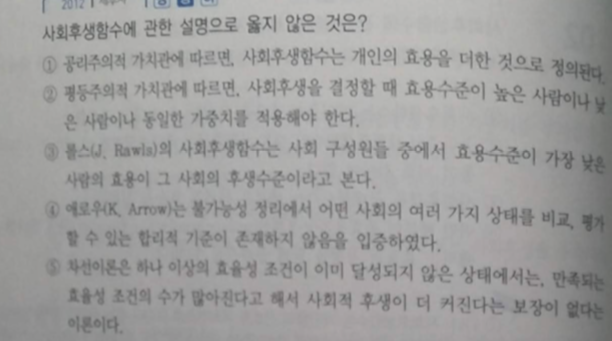 2012
사회후생함수에 관한 설명으로 옳지 않은 것은?
① 공리주의적 가치관에 따르면, 사회후생함수는 개인의 효용을 더한 것으로 정의된다.
② 평등주의적 가치관에 따르면, 사회후생을 결정할 때 효용수준이 높은 사람이나 낮
은 사람이나 동일한 가중치를 적용해야 한다.
③ 롤스(J. Rawls)의 사회후생함수는 사회 구성원들 중에서 효용수준이 가장 낮은
사람의 효용이 그 사회의 후생수준이라고 본다.
④ 애로우(K. Arrow)는 불가능성 정리에서 어떤 사회의 여러 가지 상태를 비교, 평가
할 수 있는 합리적 기준이 존재하지 않음을 입증하였다.
⑤ 차선이론은 하나 이상의 효율성 조건이 이미 달성되지 않은 상태에서는, 만족되는
효율성 조건의 수가 많아진다고 해서 사회적 후생이 더 커진다는 보장이 없다는
이론이다.